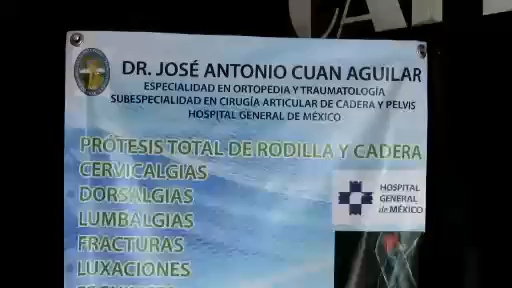 DR. JOSÉ ANTONIO CUAN AGUILAR
ESPECIALIDAD EN ORTOPEDIA Y TRAUMATOLOGÍA
SUBESPECIALIDAD EN CIRUGÍA ARTICULAR DE CADERA Y PELVIS
HOSPITAL GENERAL DE MÉXICO
PRÓTESIS TOTAL DE RODILLA Y CADERA
CERVICALGIAS
DORSALGIAS
LUMBALGIAS
FRACTURAS
LUXACIONES
HOSPITAL
GENERAL
de MÉXICO